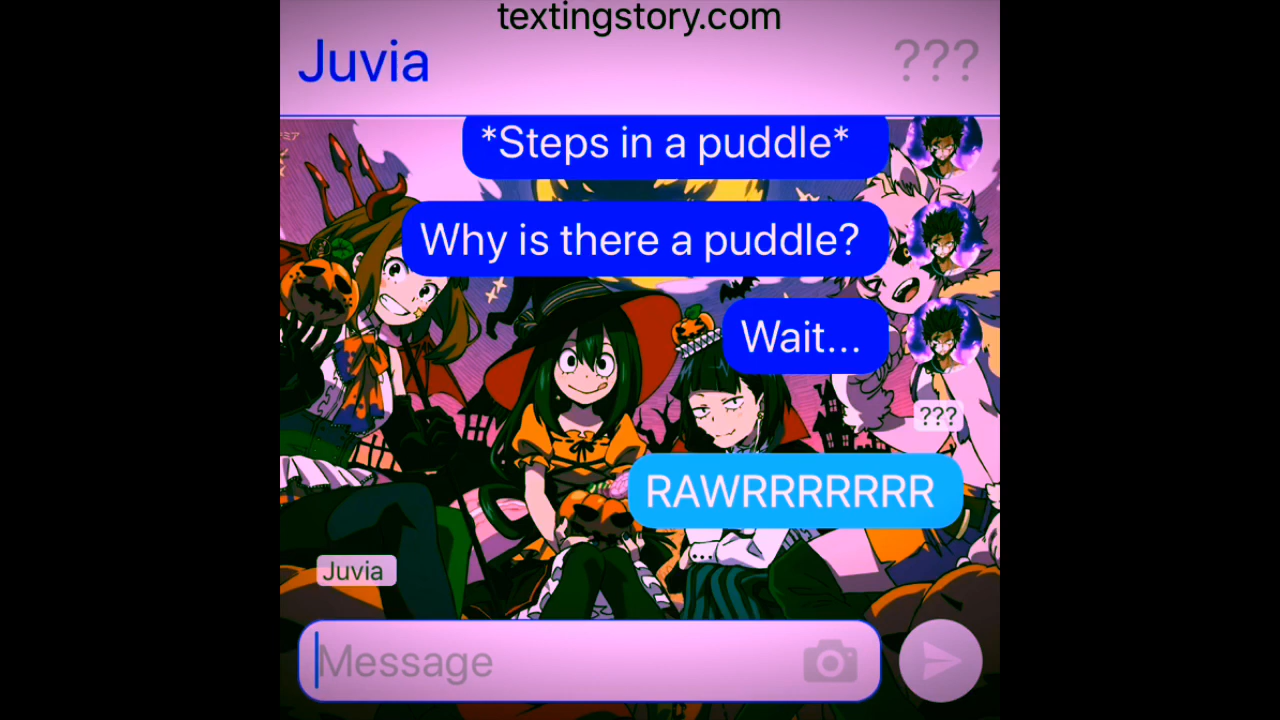 textingstory.com
Juvia
???
*Steps in a puddle*
Why is there a puddle?
Wait...
???
RAWRRRRRRR
Juvia
Message